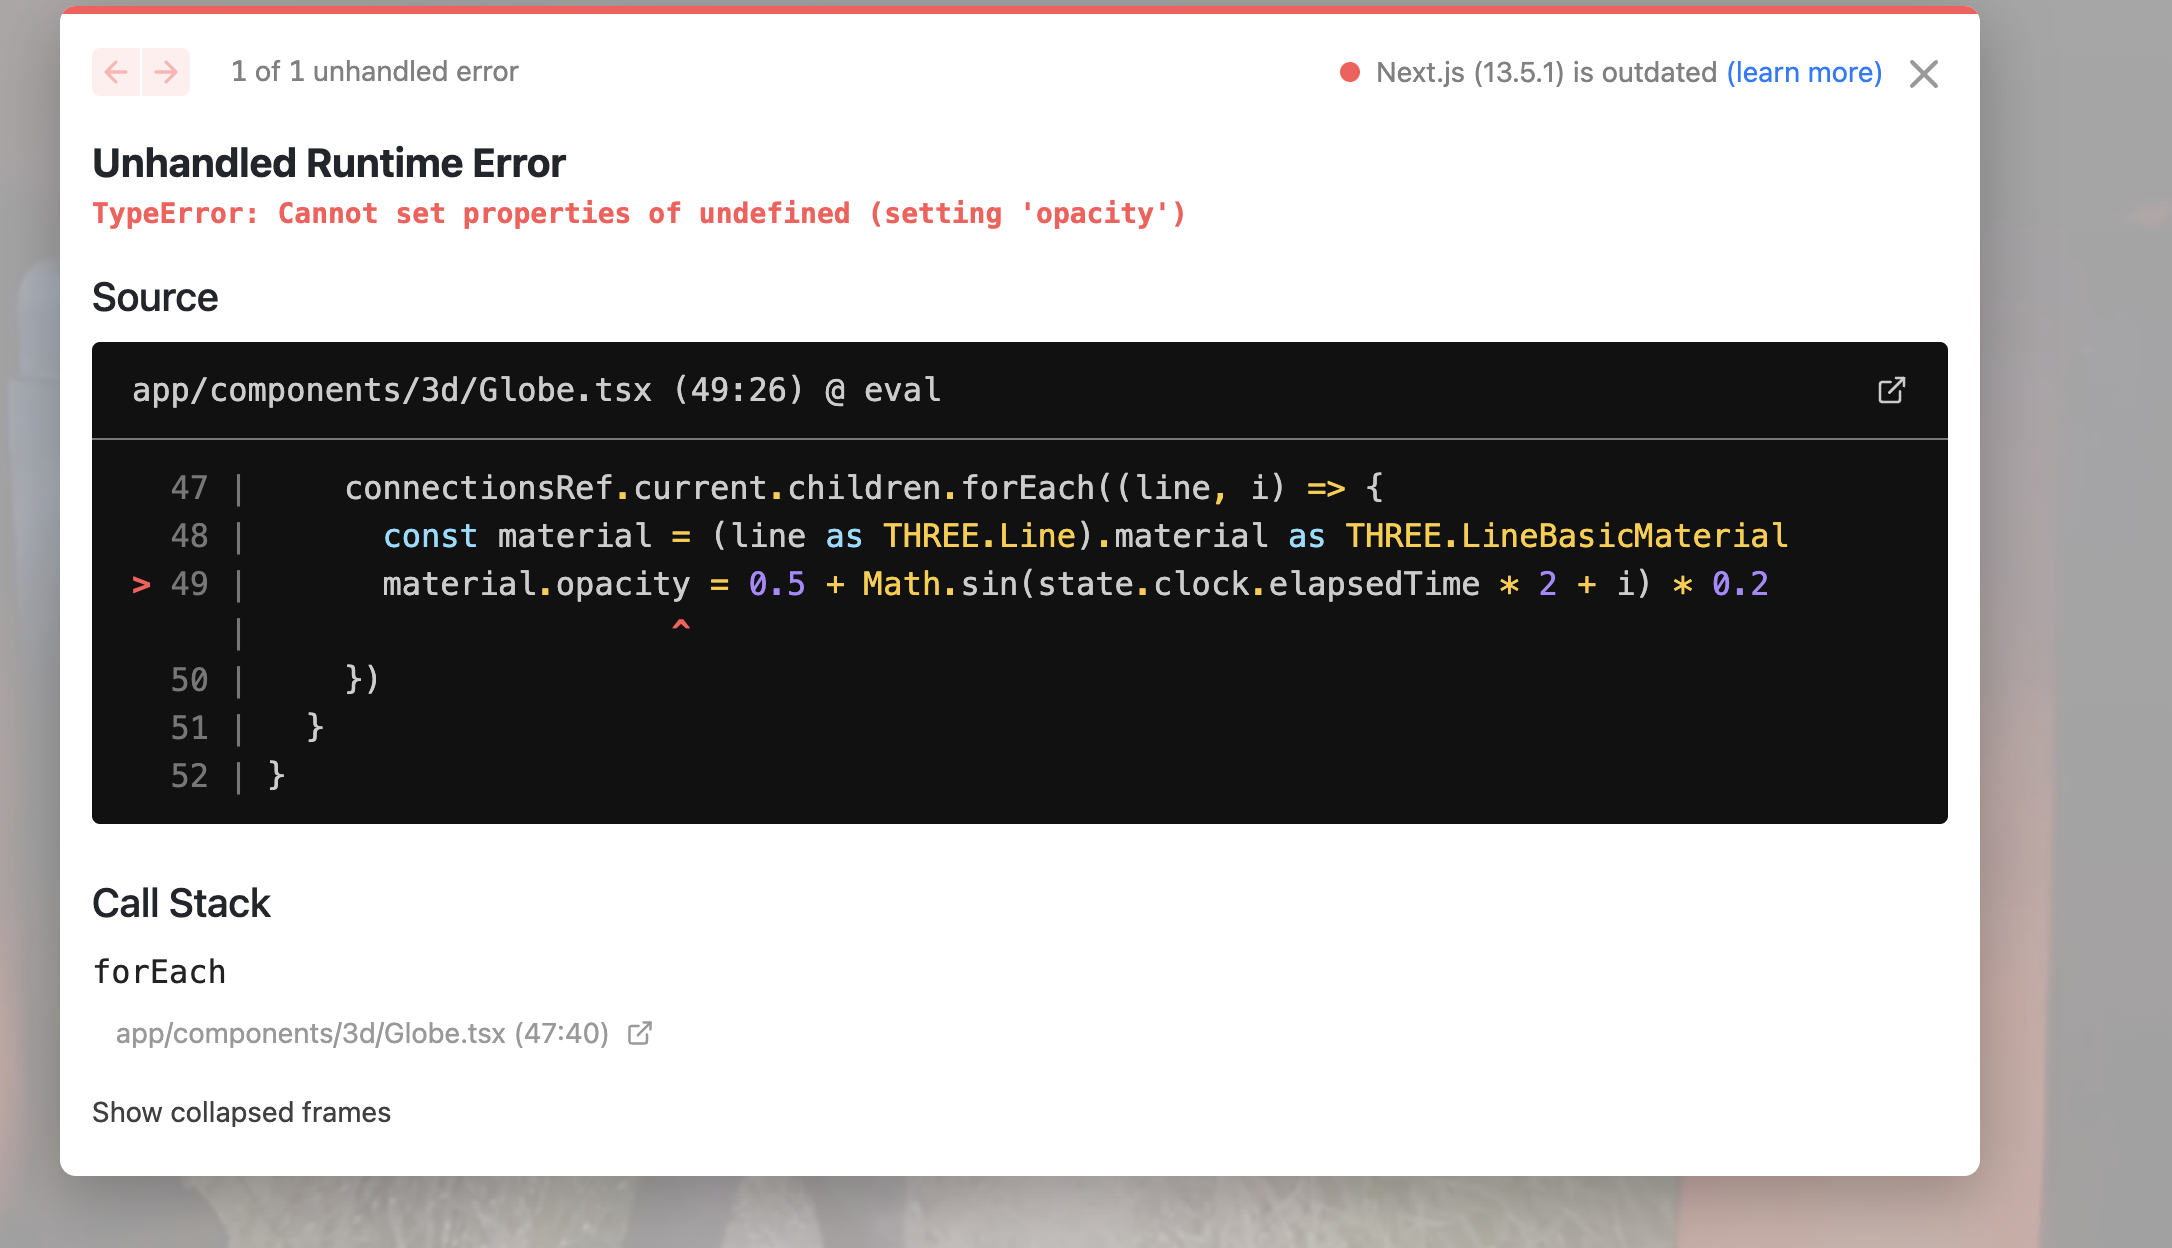 1 of 1 unhandled error
Next.js (13.5.1) is outdated (learn more)
Unhandled Runtime Error
TypeError: Cannot set properties of undefined (setting 'opacity')
Source
app/components/3d/Globe.tsx (49:26) @ eval
47 |     connectionsRef.current.children.forEach((line, i) => {
48 |       const material = (line as THREE.Line).material as THREE.LineBasicMaterial
> 49 |       material.opacity = 0.5 + Math.sin(state.clock.elapsedTime * 2 + i) * 0.2
|                      ^
50 |     })
51 |   }
52 | }
Call Stack
forEach
app/components/3d/Globe.tsx (47:40)
Show collapsed frames